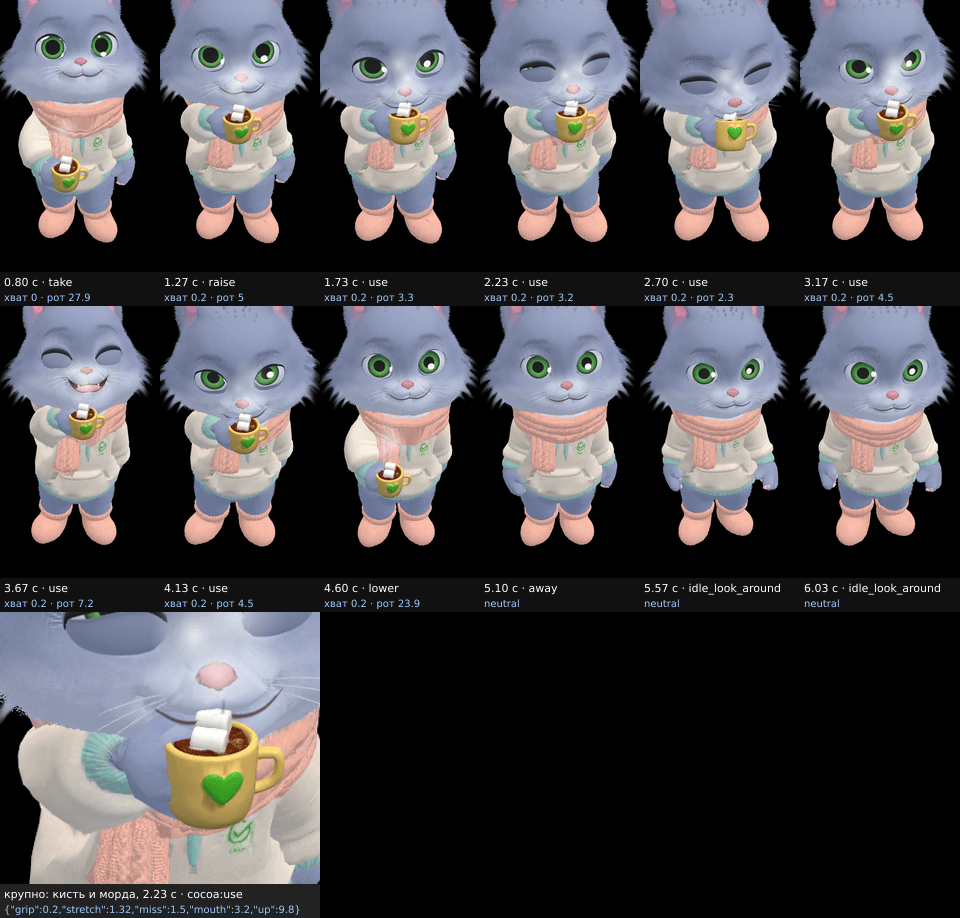 0.80 с · take
хват 0 · рот 27.9
1.27 с · raise
хват 0.2 · рот 5
1.73 с · use
хват 0.2 · рот 3.3
2.23 с · use
хват 0.2 · рот 3.2
2.70 с · use
хват 0.2 · рот 2.3
3.17 с · use
хват 0.2 · рот 4.5
3.67 с · use
хват 0.2 · рот 7.2
4.13 с · use
хват 0.2 · рот 4.5
4.60 с · lower
хват 0.2 · рот 23.9
5.10 с · away
neutral
5.57 с · idle_look_around
neutral
6.03 с · idle_look_around
neutral
крупно: кисть и морда, 2.23 с · cocoa:use
{"grip":0.2,"stretch":1.32,"miss":1.5,"mouth":3.2,"up":9.8}